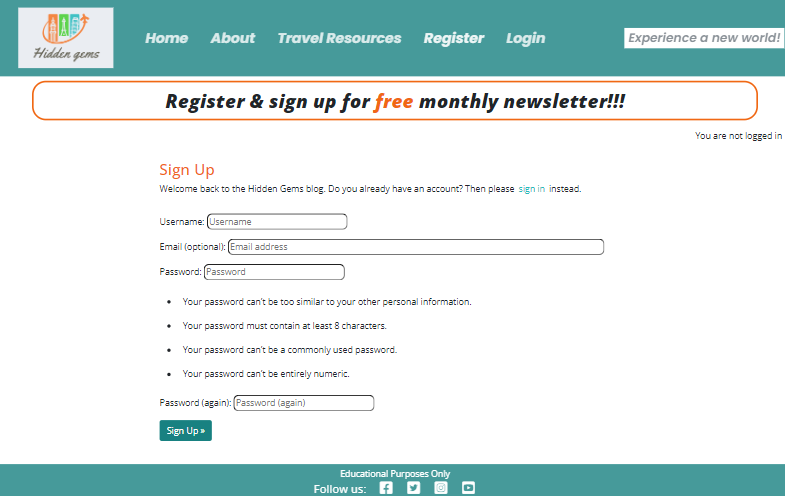 Hidden gems
Home About Travel Resources Register Login
Experience a new world!
Register & sign up for free monthly newsletter!!!
You are not logged in
Sign Up
Welcome back to the Hidden Gems blog. Do you already have an account? Then please sign in instead.
Username: Username
Email (optional): Email address
Password: Password
• Your password can't be too similar to your other personal information.
• Your password must contain at least 8 characters.
• Your password can't be a commonly used password.
• Your password can't be entirely numeric.
Password (again): Password (again)
Sign Up »
Educational Purposes Only
Follow us: